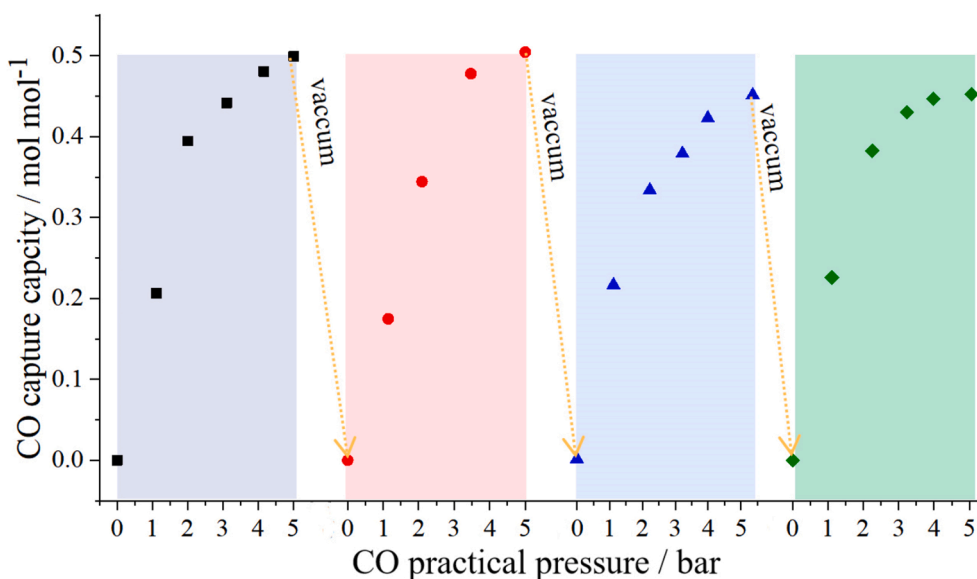 CO capture capcity / mol mol⁻¹
0.5
0.4
0.3
0.2
0.1
0.0
vaccum
vaccum
vaccum
0 1 2 3 4 5 0 1 2 3 4 5 0 1 2 3 4 5 0 1 2 3 4 5
CO practical pressure / bar